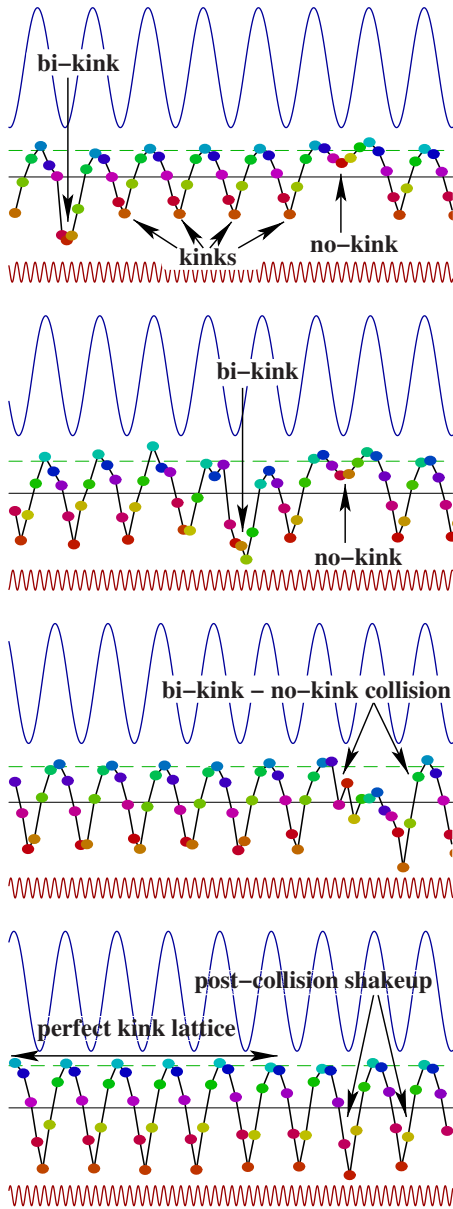 bi–kink
kinks
no–kink
bi–kink
no–kink
bi–kink – no–kink collision
post–collision shakeup
perfect kink lattice